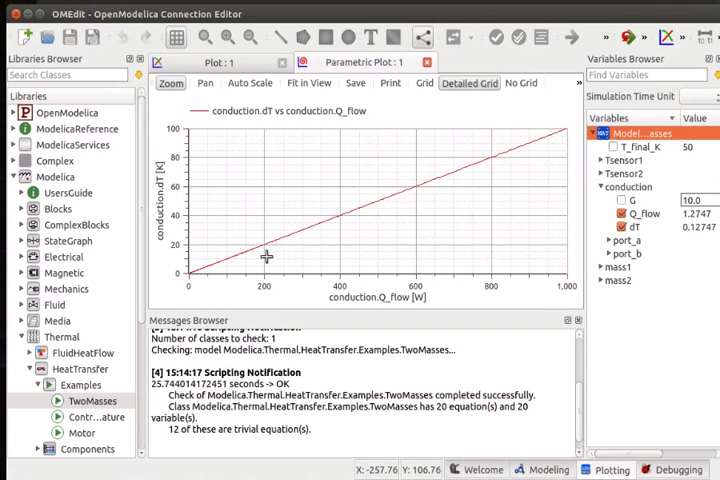 OMEdit - OpenModelica Connection Editor
Libraries Browser
Search Classes
Libraries
OpenModelica
ModelicaReference
ModelicaServices
Complex
Modelica
UsersGuide
Blocks
ComplexBlocks
StateGraph
Electrical
Magnetic
Mechanics
Fluid
Media
Thermal
FluidHeatFlow
HeatTransfer
Examples
TwoMasses
Contr...ature
Motor
Components
Plot : 1
Parametric Plot : 1
Zoom Pan Auto Scale Fit in View Save Print Grid Detailed Grid No Grid »
conduction.dT vs conduction.Q_flow
conduction.dT [K]
100
80
60
40
20
0
0 200 400 600 800 1,000
conduction.Q_flow [W]
Messages Browser
Number of classes to check: 1
Checking: model Modelica.Thermal.HeatTransfer.Examples.TwoMasses...
[4] 15:14:17 Scripting Notification
25.744014172451 seconds -> OK
Check of Modelica.Thermal.HeatTransfer.Examples.TwoMasses completed successfully.
Class Modelica.Thermal.HeatTransfer.Examples.TwoMasses has 20 equation(s) and 20
variable(s).
12 of these are trivial equation(s).
Variables Browser
Find Variables
Simulation Time Unit
Variables Value
Model...asses
T_final_K 50
Tsensor1
Tsensor2
conduction
G 10.0
Q_flow 1.2747
dT 0.12747
port_a
port_b
mass1
mass2
X: -257.76 Y: 106.76 Welcome Modeling Plotting Debugging